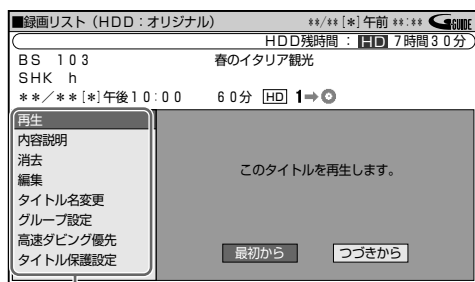 ■録画リスト（HDD：オリジナル） **/**[*]午前**:** GGUIDE
HDD残時間：HD 7時間30分
BS 103 春のイタリア観光
SHK h
**/**[*]午後10:00 60分 HD 1➡
再生
内容説明
消去
編集
タイトル名変更
グループ設定
高速ダビング優先
タイトル保護設定
このタイトルを再生します。
最初から つづきから